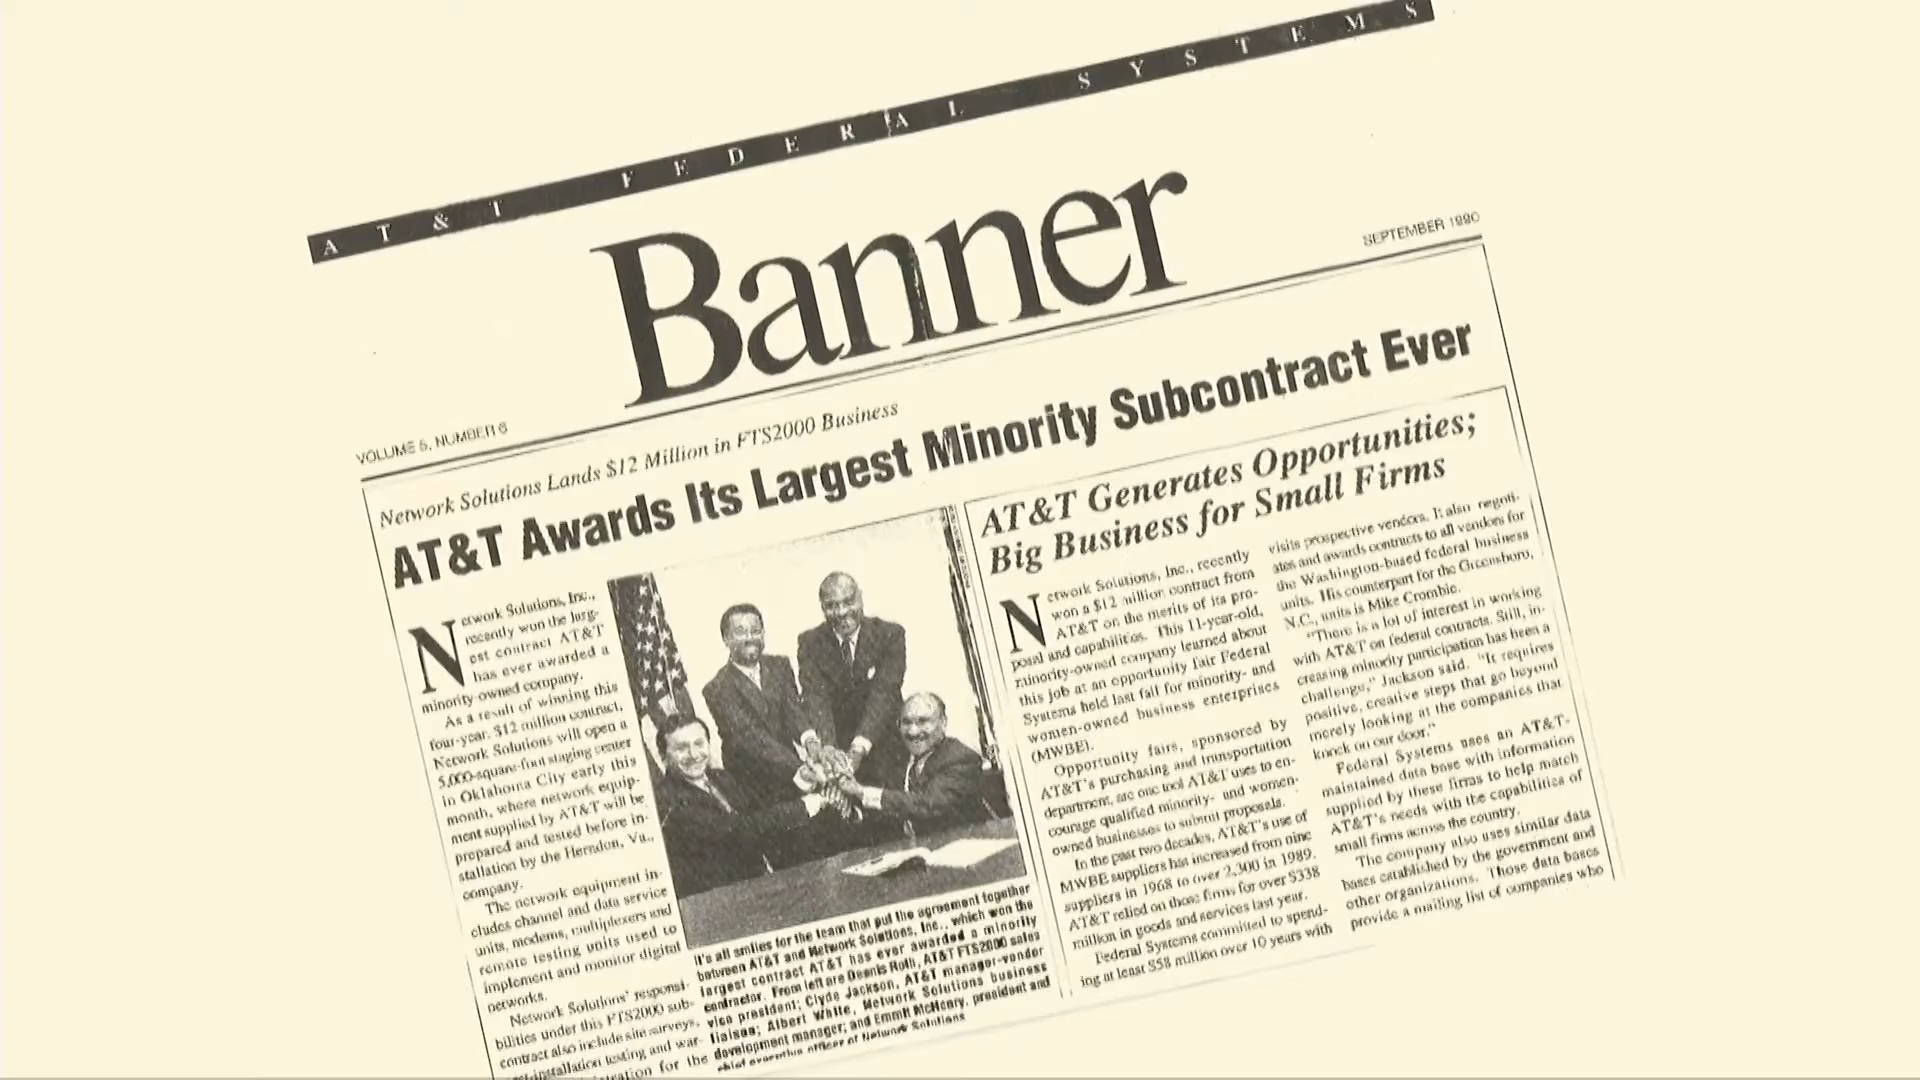 AT&T FEDERAL SYSTEMS
Banner
VOLUME 5, NUMBER 6
SEPTEMBER 1990
Network Solutions Lands $12 Million in FTS2000 Business
AT&T Awards Its Largest Minority Subcontract Ever
Network Solutions, Inc.,
recently won the larg-
est contract AT&T
has ever awarded a
minority-owned company.
As a result of winning this
four-year, $12 million contract,
Network Solutions will open a
5,000-square-foot staging center
in Oklahoma City early this
month, where network equip-
ment supplied by AT&T will be
prepared and tested before in-
stallation by the Herndon, Va.,
company.
The network equipment in-
cludes channel and data service
units, modems, multiplexers and
remote testing units used to
implement and monitor digital
networks.
Network Solutions' responsi-
bilities under this FTS2000 sub-
contract also include site surveys,
post-installation testing and war-
for the
It's all smiles for the team that put the agreement together
between AT&T and Network Solutions, Inc., which won the
largest contract AT&T has ever awarded a minority
contractor. From left are Dennis Roth, AT&T FTS2000 sales
vice president; Clyde Jackson, AT&T manager-vendor
liaison; Albert White, Network Solutions business
development manager; and Emmit McHenry, president and
chief executive officer of Network Solutions
AT&T Generates Opportunities;
Big Business for Small Firms
Network Solutions, Inc., recently
won a $12 million contract from
AT&T on the merits of its pro-
posal and capabilities. This 11-year-old,
minority-owned company learned about
this job at an opportunity fair Federal
Systems held last fall for minority- and
women-owned business enterprises
(MWBE).
Opportunity fairs, sponsored by
AT&T's purchasing and transportation
department, are one tool AT&T uses to en-
courage qualified minority- and women-
owned businesses to submit proposals.
In the past two decades, AT&T's use of
MWBE suppliers has increased from nine
suppliers in 1968 to over 2,300 in 1989.
AT&T relied on those firms for over $338
million in goods and services last year.
Federal Systems committed to spend-
ing at least $58 million over 10 years with
visits prospective vendors. It also negoti-
ates and awards contracts to all vendors for
the Washington-based federal business
units. His counterpart for the Greensboro,
N.C., units is Mike Crombie.
"There is a lot of interest in working
with AT&T on federal contracts. Still, in-
creasing minority participation has been a
challenge," Jackson said. "It requires
positive, creative steps that go beyond
merely looking at the companies that
knock on our door."
Federal Systems uses an AT&T-
maintained data base with information
supplied by these firms to help match
AT&T's needs with the capabilities of
small firms across the country.
The company also uses similar data
bases established by the government and
other organizations. Those data bases
provide a mailing list of companies who